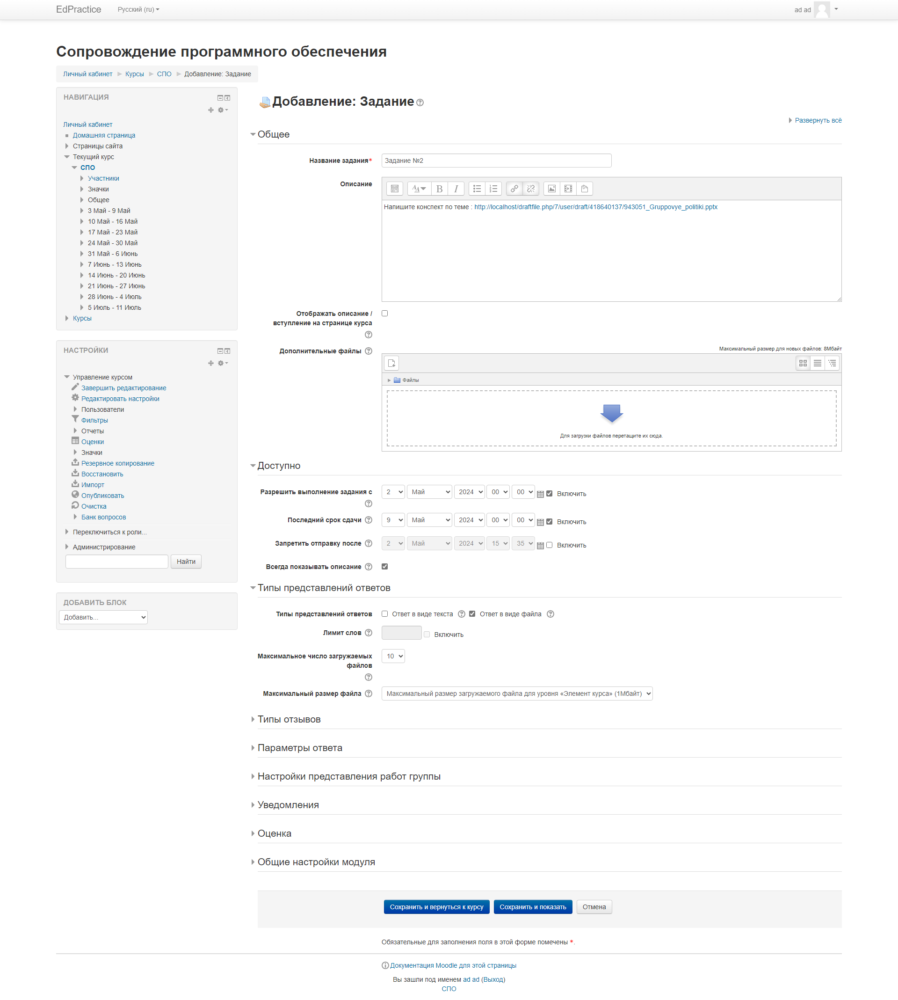 EdPractice
Русский (ru)
ad ad
Сопровождение программного обеспечения
Личный кабинет
Курсы
СПО
Добавление: Задание
НАВИГАЦИЯ
Личный кабинет
Домашняя страница
Страницы сайта
Текущий курс
СПО
Участники
Значки
Общее
3 Май - 9 Май
10 Май - 16 Май
17 Май - 23 Май
24 Май - 30 Май
31 Май - 6 Июнь
7 Июнь - 13 Июнь
14 Июнь - 20 Июнь
21 Июнь - 27 Июнь
28 Июнь - 4 Июль
5 Июль - 11 Июль
Курсы
НАСТРОЙКИ
Управление курсом
Завершить редактирование
Редактировать настройки
Пользователи
Фильтры
Отчеты
Оценки
Значки
Резервное копирование
Восстановить
Импорт
Опубликовать
Очистка
Банк вопросов
Переключиться к роли...
Администрирование
Найти
ДОБАВИТЬ БЛОК
Добавить...
Добавление: Задание
Развернуть всё
Общее
Название задания*
Задание №2
Описание
Напишите конспект по теме : http://localhost/draftfile.php/7/user/draft/418640137/943051_Gruppovye_politiki.pptx
Отображать описание /
вступление на странице курса
Дополнительные файлы
Максимальный размер для новых файлов: 8Мбайт
Файлы
Для загрузки файлов перетащите их сюда.
Доступно
Разрешить выполнение задания с
2 Май 2024 00 00 Включить
Последний срок сдачи
9 Май 2024 00 00 Включить
Запретить отправку после
2 Май 2024 15 35 Включить
Всегда показывать описание
Типы представлений ответов
Типы представлений ответов
Ответ в виде текста
Ответ в виде файла
Лимит слов
Включить
Максимальное число загружаемых
файлов
10
Максимальный размер файла
Максимальный размер загружаемого файла для уровня «Элемент курса» (1Мбайт)
Типы отзывов
Параметры ответа
Настройки представления работ группы
Уведомления
Оценка
Общие настройки модуля
Сохранить и вернуться к курсу
Сохранить и показать
Отмена
Обязательные для заполнения поля в этой форме помечены *.
Документация Moodle для этой страницы
Вы зашли под именем ad ad (Выход)
СПО